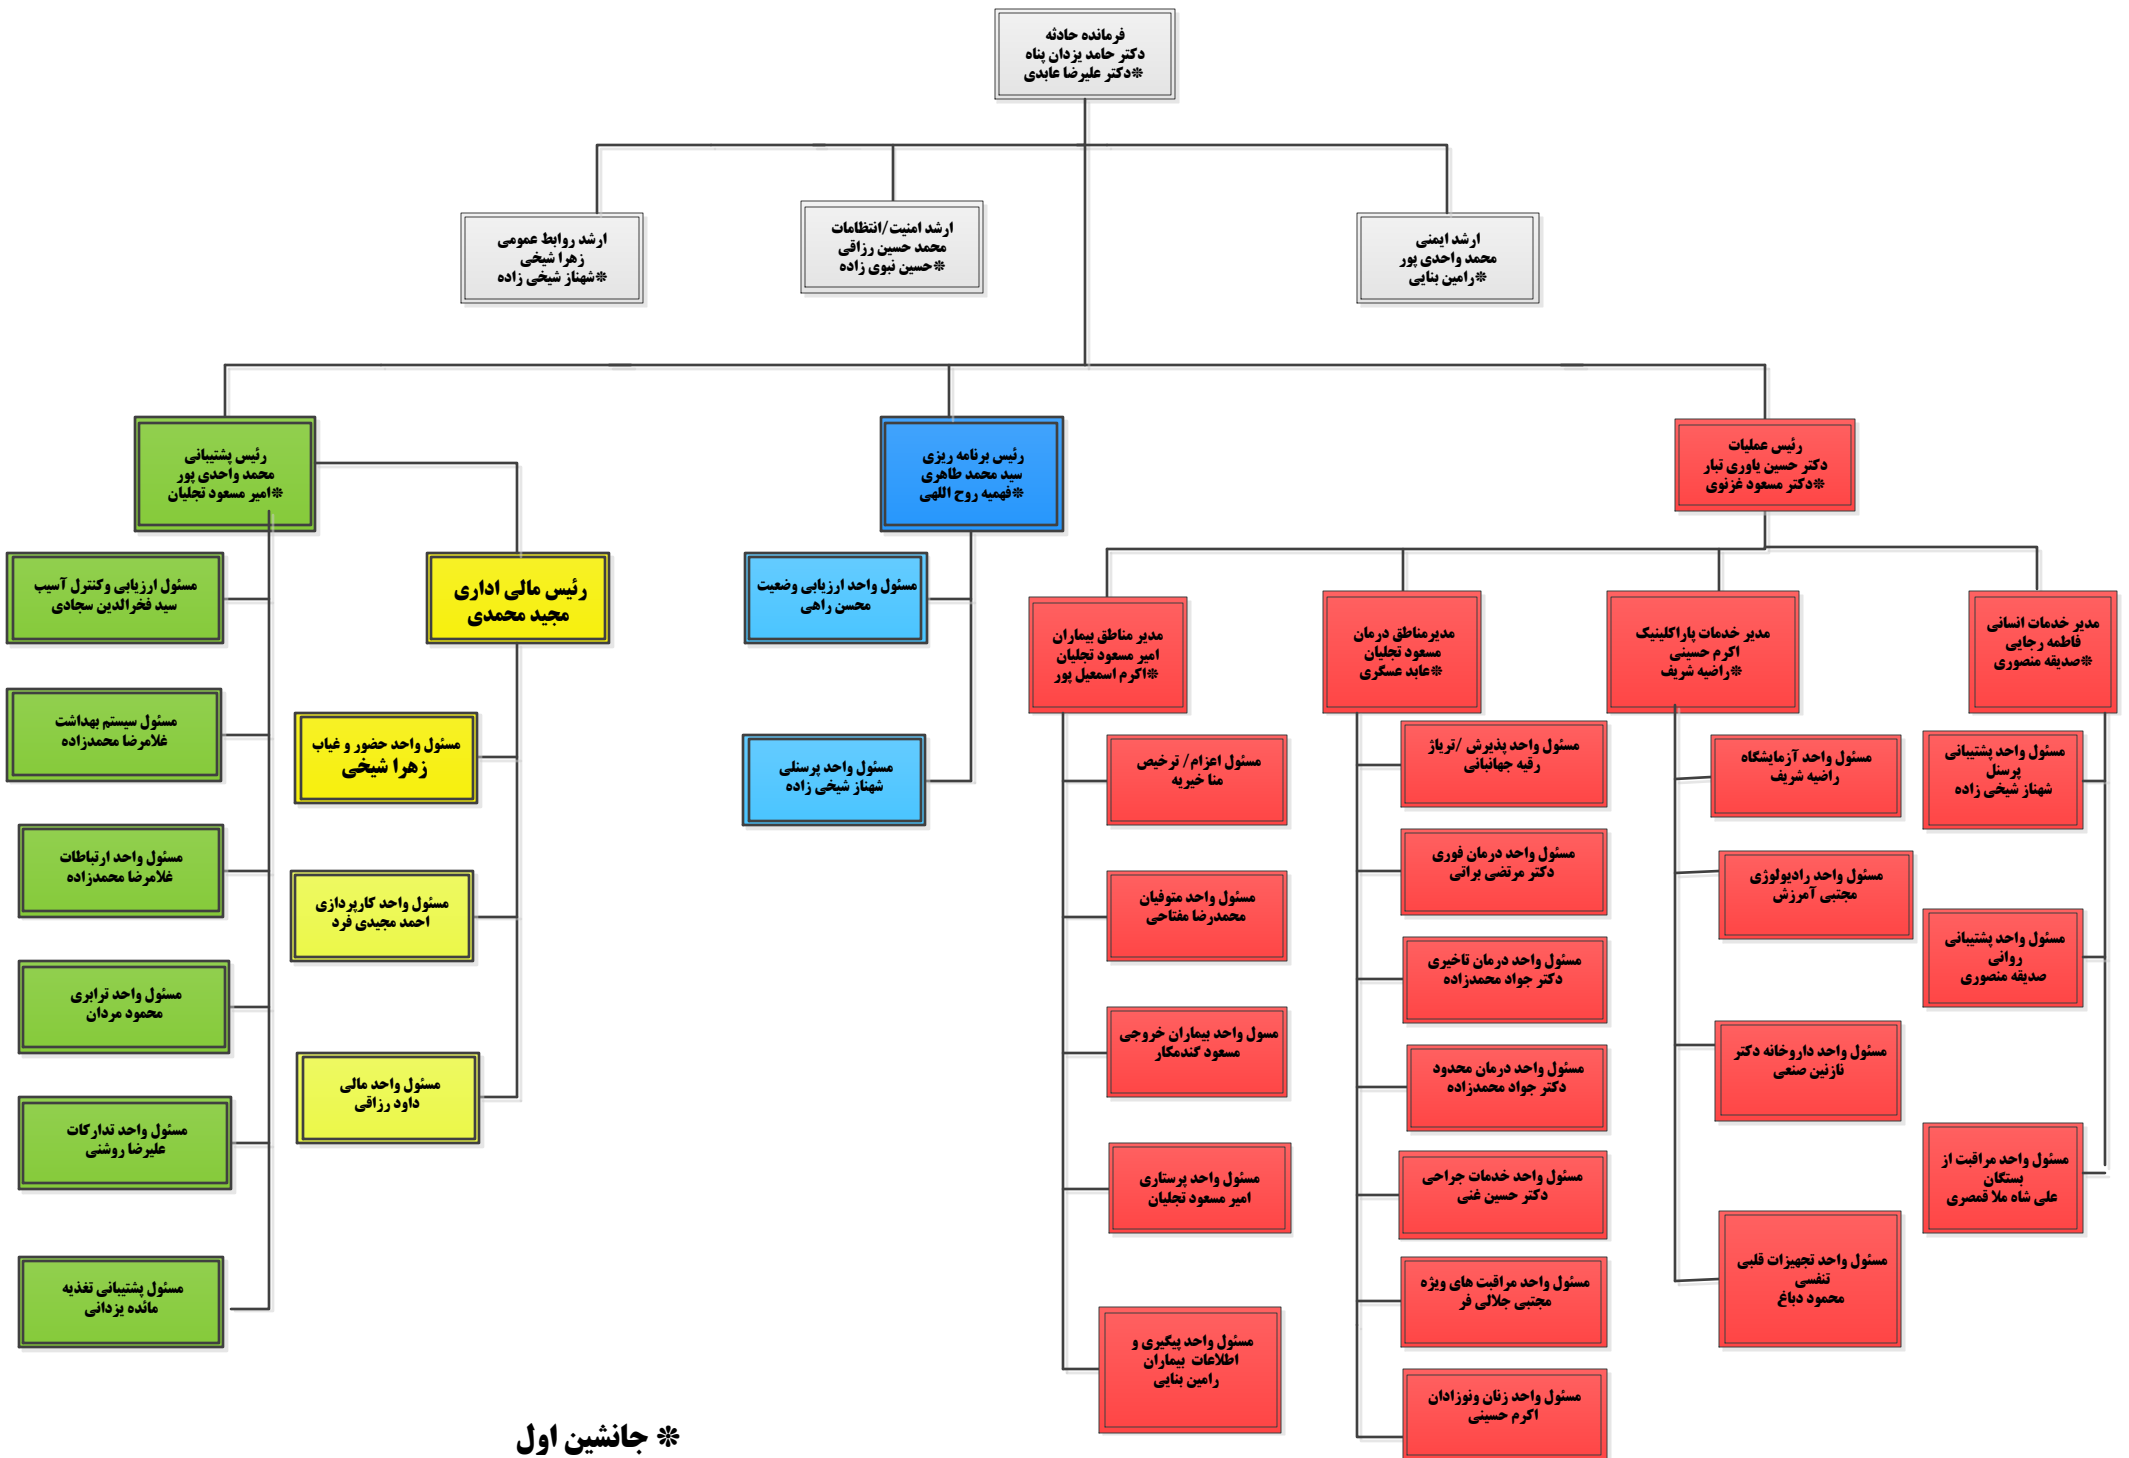 فرمانده حادثه
دکتر حامد یزدان پناه
❊دکتر علیرضا عابدی
ارشد ایمنی
محمد واحدی پور
❊رامین بنایی
ارشد امنیت/انتظامات
محمد حسین رزاقی
❊حسین نبوی زاده
ارشد روابط عمومی
زهرا شیخی
❊شهناز شیخی زاده
رئیس عملیات
دکتر حسین یاوری تبار
❊دکتر مسعود غزنوی
رئیس برنامه ریزی
سید محمد طاهری
❊فهمیه روح اللهی
رئیس پشتیبانی
محمد واحدی پور
❊امیر مسعود تجلیان
مدیر خدمات انسانی
فاطمه رجایی
❊صدیقه منصوری
مسئول واحد پشتیبانی
پرسنل
شهناز شیخی زاده
مسئول واحد پشتیبانی
روانی
صدیقه منصوری
مسئول واحد مراقبت از
بستگان
علی شاه ملا قمصری
مدیر خدمات پاراکلینیک
اکرم حسینی
❊راضیه شریف
مسئول واحد آزمایشگاه
راضیه شریف
مسئول واحد رادیولوژی
مجتبی آمرزش
مسئول واحد داروخانه دکتر
نازنین صنعی
مسئول واحد تجهیزات قلبی
تنفسی
محمود دباغ
مدیرمناطق درمان
مسعود تجلیان
❊عابد عسگری
مسئول واحد پذیرش /تریاژ
رقیه جهانبانی
مسئول واحد درمان فوری
دکتر مرتضی براتی
مسئول واحد درمان تاخیری
دکتر جواد محمدزاده
مسئول واحد درمان محدود
دکتر جواد محمدزاده
مسئول واحد خدمات جراحی
دکتر حسین غنی
مسئول واحد مراقبت های ویژه
مجتبی جلالی فر
مسئول واحد زنان ونوزادان
اکرم حسینی
مدیر مناطق بیماران
امیر مسعود تجلیان
❊اکرم اسمعیل پور
مسئول اعزام/ ترخیص
منا خیریه
مسئول واحد متوفیان
محمدرضا مفتاحی
مسول واحد بیماران خروجی
مسعود گندمکار
مسئول واحد پرستاری
امیر مسعود تجلیان
مسئول واحد پیگیری و
اطلاعات بیماران
رامین بنایی
مسئول واحد ارزیابی وضعیت
محسن راهی
مسئول واحد پرسنلی
شهناز شیخی زاده
رئیس مالی اداری
مجید محمدی
مسئول واحد حضور و غیاب
زهرا شیخی
مسئول واحد کارپردازی
احمد مجیدی فرد
مسئول واحد مالی
داود رزاقی
مسئول ارزیابی وکنترل آسیب
سید فخرالدین سجادی
مسئول سیستم بهداشت
غلامرضا محمدزاده
مسئول واحد ارتباطات
غلامرضا محمدزاده
مسئول واحد ترابری
محمود مردان
مسئول واحد تدارکات
علیرضا روشنی
مسئول پشتیبانی تغذیه
مائده یزدانی
❊ جانشین اول